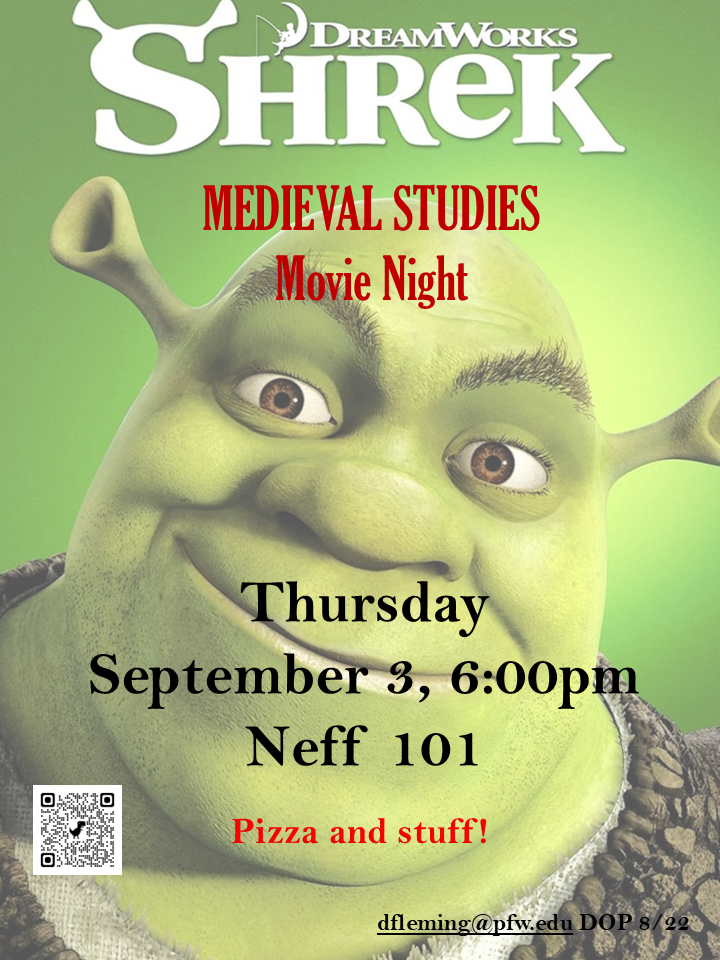 DREAMWORKS
SHREK
MEDIEVAL STUDIES
Movie Night
Thursday
September 3, 6:00pm
Neff 101
Pizza and stuff!
dfleming@pfw.edu DOP 8/22